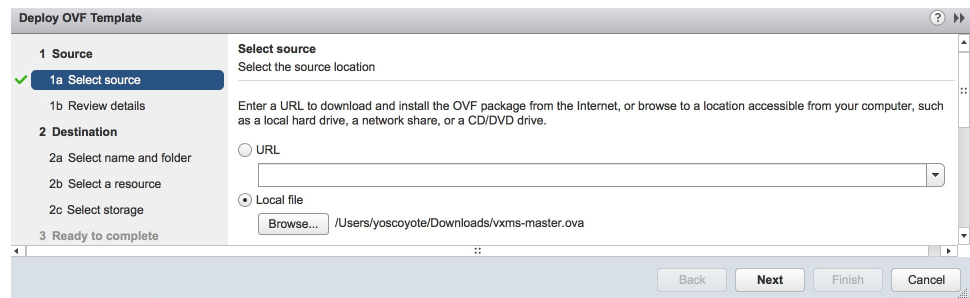 Deploy OVF Template
?
1 Source
1a Select source
1b Review details
2 Destination
2a Select name and folder
2b Select a resource
2c Select storage
3 Ready to complete
Select source
Select the source location
Enter a URL to download and install the OVF package from the Internet, or browse to a location accessible from your computer, such
as a local hard drive, a network share, or a CD/DVD drive.
URL
Local file
Browse... /Users/yoscoyote/Downloads/vxms-master.ova
Back Next Finish Cancel